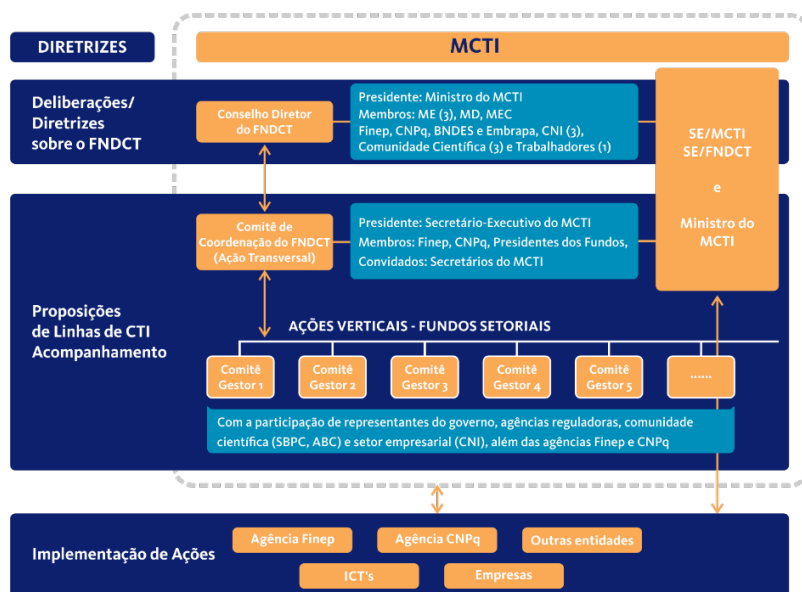 DIRETRIZES
MCTI
Deliberações/
Diretrizes
sobre o FNDCT
Conselho Diretor
do FNDCT
Presidente: Ministro do MCTI
Membros: ME (3), MD, MEC
Finep, CNPq, BNDES e Embrapa, CNI (3),
Comunidade Científica (3) e Trabalhadores (1)
SE/MCTI
SE/FNDCT
e
Ministro do
MCTI
Proposições
de Linhas de CTI
Acompanhamento
Comitê de
Coordenação do FNDCT
(Ação Transversal)
Presidente: Secretário-Executivo do MCTI
Membros: Finep, CNPq, Presidentes dos Fundos,
Convidados: Secretários do MCTI
AÇÕES VERTICAIS - FUNDOS SETORIAIS
Comitê
Gestor 1
Comitê
Gestor 2
Comitê
Gestor 3
Comitê
Gestor 4
Comitê
Gestor 5
......
Com a participação de representantes do governo, agências reguladoras, comunidade
científica (SBPC, ABC) e setor empresarial (CNI), além das agências Finep e CNPq
Implementação de Ações
Agência Finep
Agência CNPq
Outras entidades
ICT's
Empresas